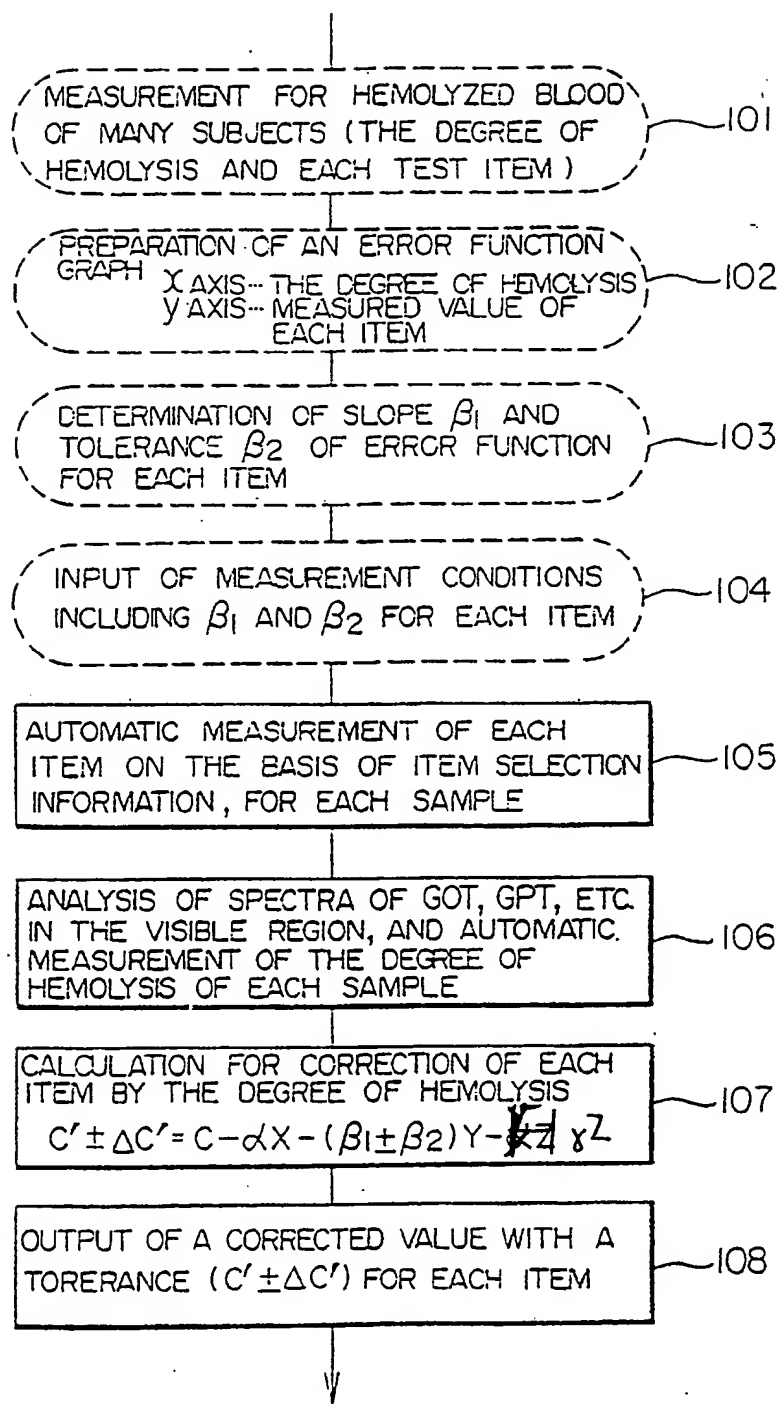 MEASUREMENT FOR HEMOLYZED BLOOD
OF MANY SUBJECTS (THE DEGREE OF
HEMOLYSIS AND EACH TEST ITEM)
101
PREPARATION OF AN ERROR FUNCTION
GRAPH
X AXIS--- THE DEGREE OF HEMOLYSIS
y AXIS--- MEASURED VALUE OF
EACH ITEM
102
DETERMINATION OF SLOPE β1 AND
TOLERANCE β2 OF ERROR FUNCTION
FOR EACH ITEM
103
INPUT OF MEASUREMENT CONDITIONS
INCLUDING β1 AND β2 FOR EACH ITEM
104
AUTOMATIC MEASUREMENT OF EACH
ITEM ON THE BASIS OF ITEM SELECTION
INFORMATION, FOR EACH SAMPLE
105
ANALYSIS OF SPECTRA OF GOT, GPT, ETC.
IN THE VISIBLE REGION, AND AUTOMATIC.
MEASUREMENT OF THE DEGREE OF
HEMOLYSIS OF EACH SAMPLE
106
CALCULATION FOR CORRECTION OF EACH
ITEM BY THE DEGREE OF HEMOLYSIS
C' ± ΔC' = C - αX - (β1 ± β2) Y - γZ
107
OUTPUT OF A CORRECTED VALUE WITH A
TORERANCE (C' ± ΔC') FOR EACH ITEM
108